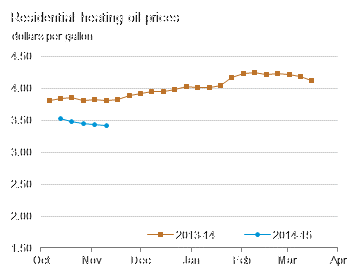 Residential heating oil prices
dollars per gallon
4.50
4.00
3.50
3.00
2.50
2.00
1.50
Oct Nov Dec Jan Feb Mar Apr
2013-14 2014-15